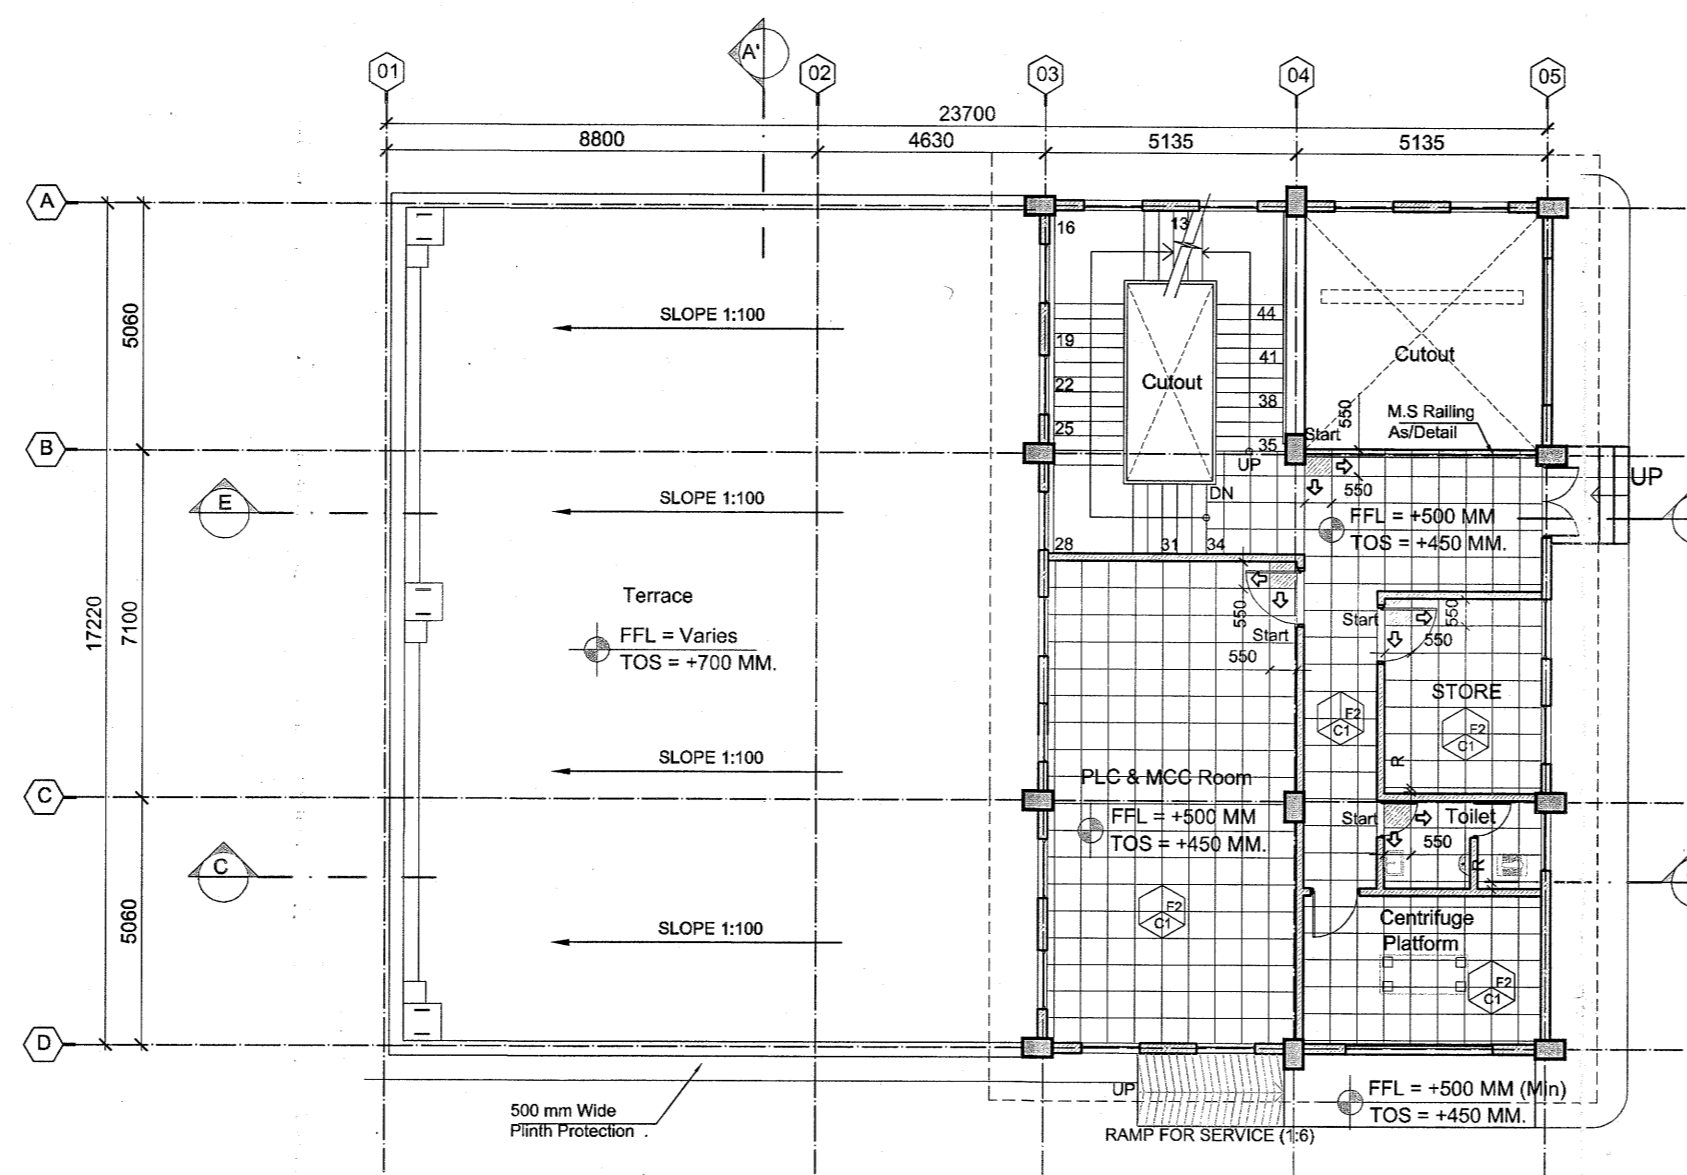 A'
01
02
03
04
05
23700
8800
4630
5135
5135
A
16
13
SLOPE 1:100
44
19
41
Cutout
Cutout
22
38
5060
550
M.S Railing
As/Detail
25
Start
35
B
UP
UP
DN
550
SLOPE 1:100
E
FFL = +500 MM
TOS = +450 MM.
28
31
34
Terrace
FFL = Varies
TOS = +700 MM.
17220
7100
550
Start
550
Start
550
550
STORE
F2
C1
F2
C1
R
SLOPE 1:100
PLC & MCC Room
C
FFL = +500 MM
TOS = +450 MM.
Start
Toilet
550
R
C
5060
F2
C1
SLOPE 1:100
Centrifuge
Platform
F2
C1
D
UP
FFL = +500 MM (Min)
TOS = +450 MM.
500 mm Wide
Plinth Protection
RAMP FOR SERVICE (1:6)